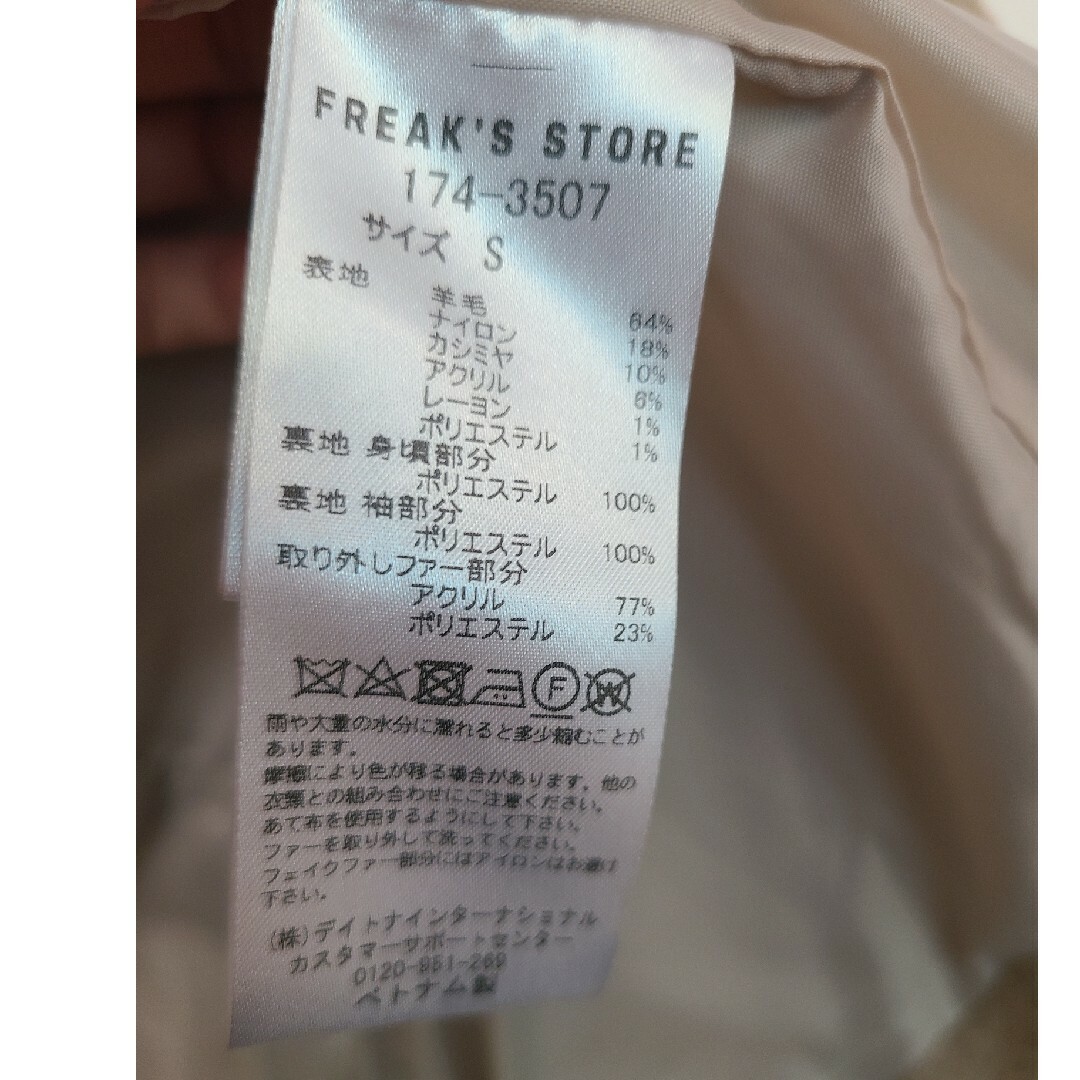 FREAK'S STORE
174-3507
サイズ S
表地
羊毛 64%
ナイロン 18%
カシミヤ 10%
アクリル 6%
レーヨン 1%
ポリエステル 1%
裏地 身頃部分
ポリエステル 100%
裏地 袖部分
ポリエステル 100%
取り外しファー部分
アクリル 77%
ポリエステル 23%
F W
雨や大量の水分に濡れると多少縮むことが
あります。
摩擦により色が移る場合があります。他の
衣類との組み合わせにご注意ください。
あて布を使用するようにして下さい。
ファーを取り外して洗ってください。
フェイクファー部分にはアイロンはお避け
下さい。
(株)デイトナインターナショナル
カスタマーサポートセンター
0120-951-269
ベトナム製